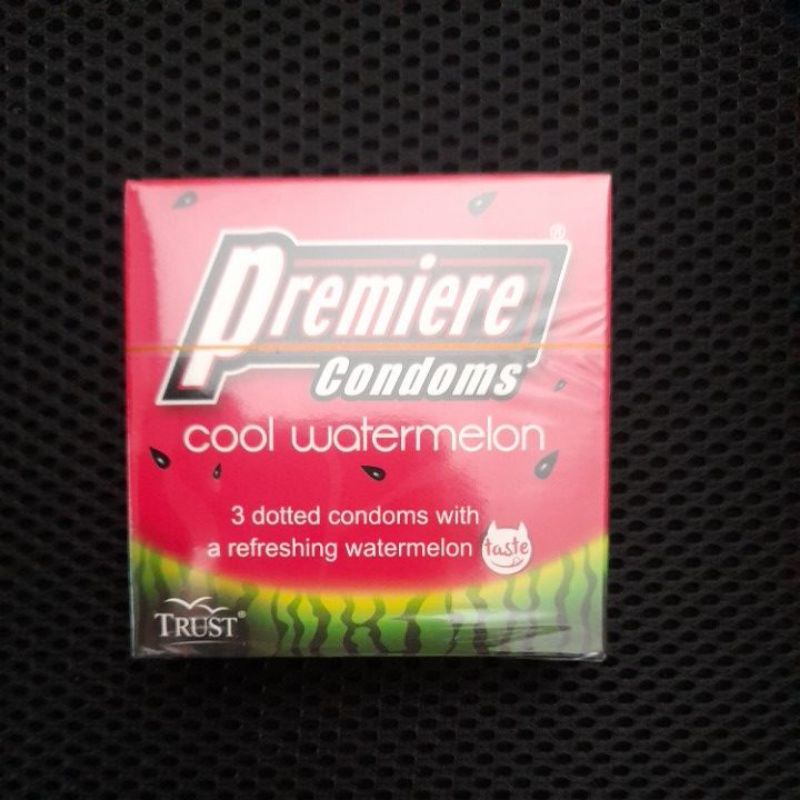 premiere®
Condoms
cool watermelon
3 dotted condoms with
a refreshing watermelon taste
TRUST®